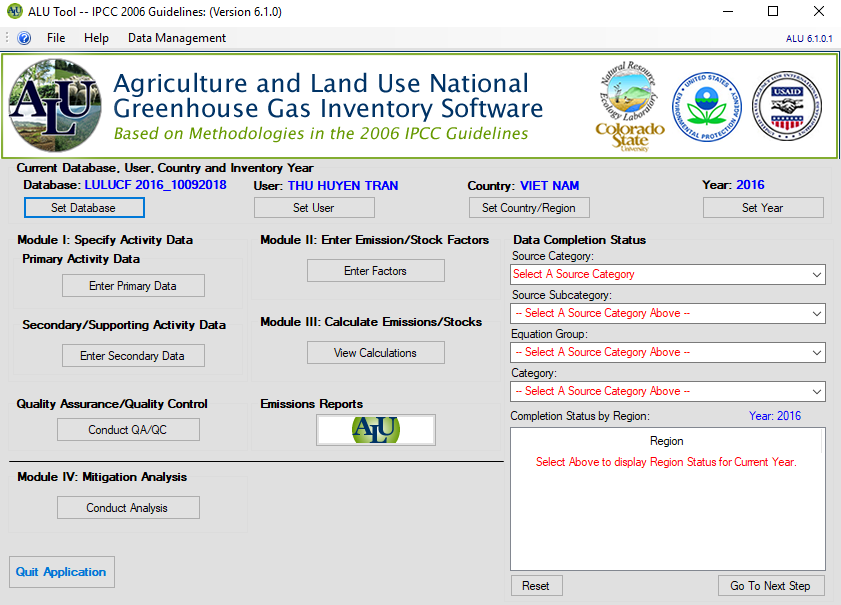 ALU Tool -- IPCC 2006 Guidelines: (Version 6.1.0)
File Help Data Management
ALU 6.1.0.1
ALU
Agriculture and Land Use National
Greenhouse Gas Inventory Software
Based on Methodologies in the 2006 IPCC Guidelines
Natural Resource
Ecology Laboratory
Colorado
State
University
UNITED STATES
ENVIRONMENTAL PROTECTION AGENCY
USAID
Current Database, User, Country and Inventory Year
Database: LULUCF 2016_10092018
User: THU HUYEN TRAN
Country: VIET NAM
Year: 2016
Set Database
Set User
Set Country/Region
Set Year
Module I: Specify Activity Data
Primary Activity Data
Enter Primary Data
Secondary/Supporting Activity Data
Enter Secondary Data
Quality Assurance/Quality Control
Conduct QA/QC
Module II: Enter Emission/Stock Factors
Enter Factors
Module III: Calculate Emissions/Stocks
View Calculations
Emissions Reports
ALU
Module IV: Mitigation Analysis
Conduct Analysis
Quit Application
Data Completion Status
Source Category:
Select A Source Category
Source Subcategory:
-- Select A Source Category Above --
Equation Group:
-- Select A Source Category Above --
Category:
-- Select A Source Category Above --
Completion Status by Region:
Year: 2016
Region
Select Above to display Region Status for Current Year.
Reset
Go To Next Step